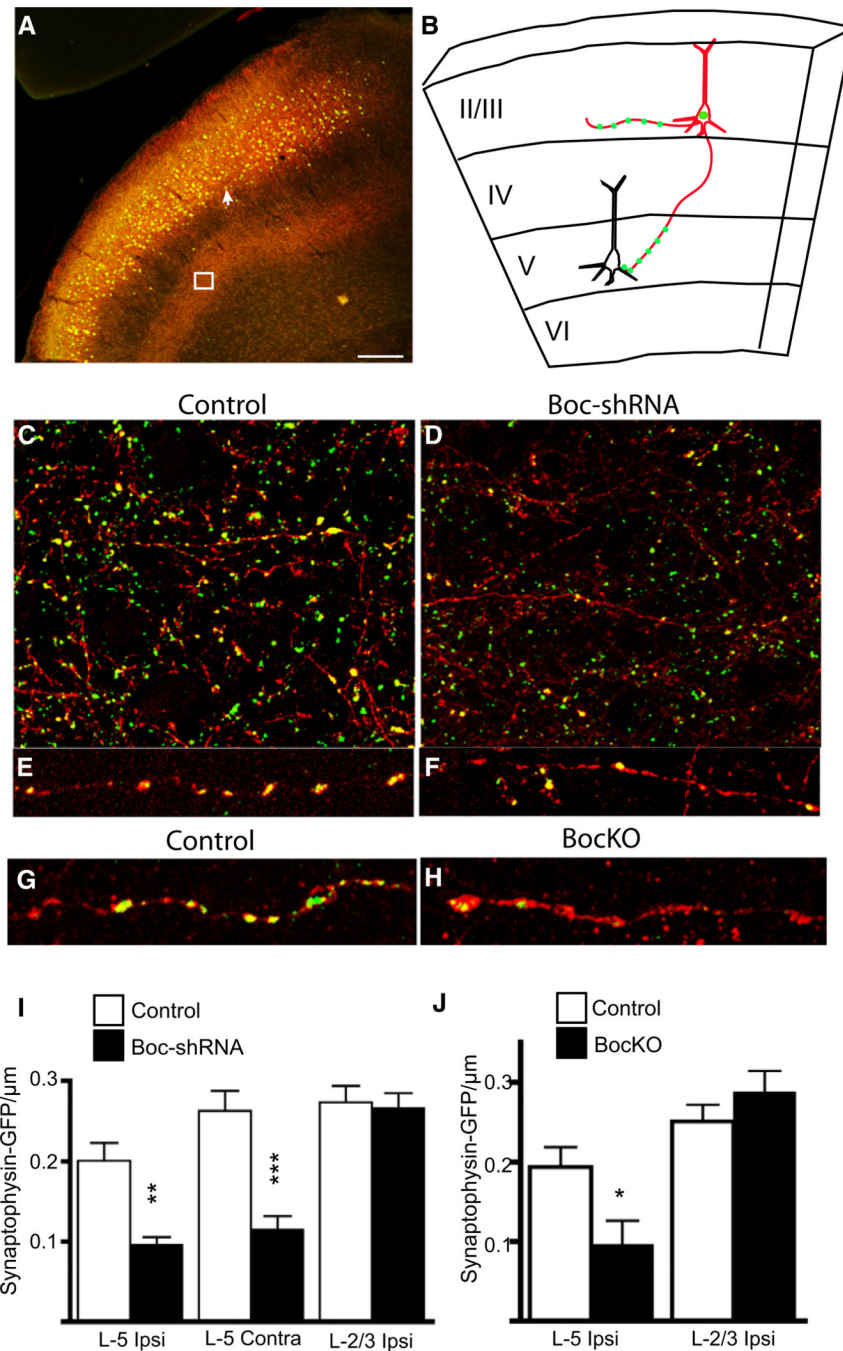 A
B
II/III
IV
V
VI
Control
Boc-shRNA
C
D
E
F
Control
BocKO
G
H
I
Control
Boc-shRNA
Synaptophysin-GFP/µm
0.3
0.2
0.1
**
***
L-5 Ipsi
L-5 Contra
L-2/3 Ipsi
J
Control
BocKO
Synaptophysin-GFP/µm
0.3
0.2
0.1
*
L-5 Ipsi
L-2/3 Ipsi